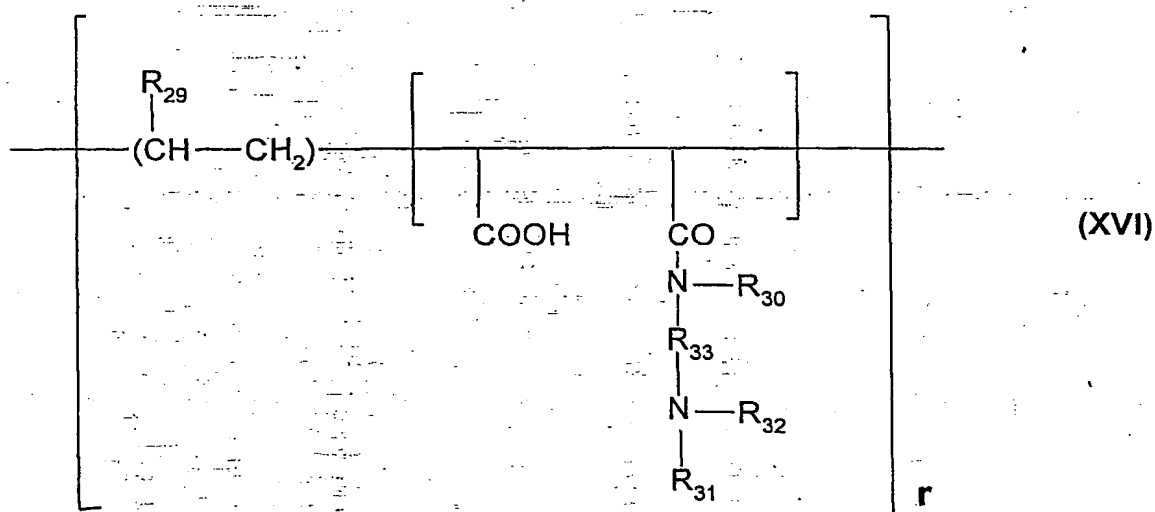 R29
(CH—CH2)
COOH CO (XVI)
N—R30
R33
N—R32
R31
r